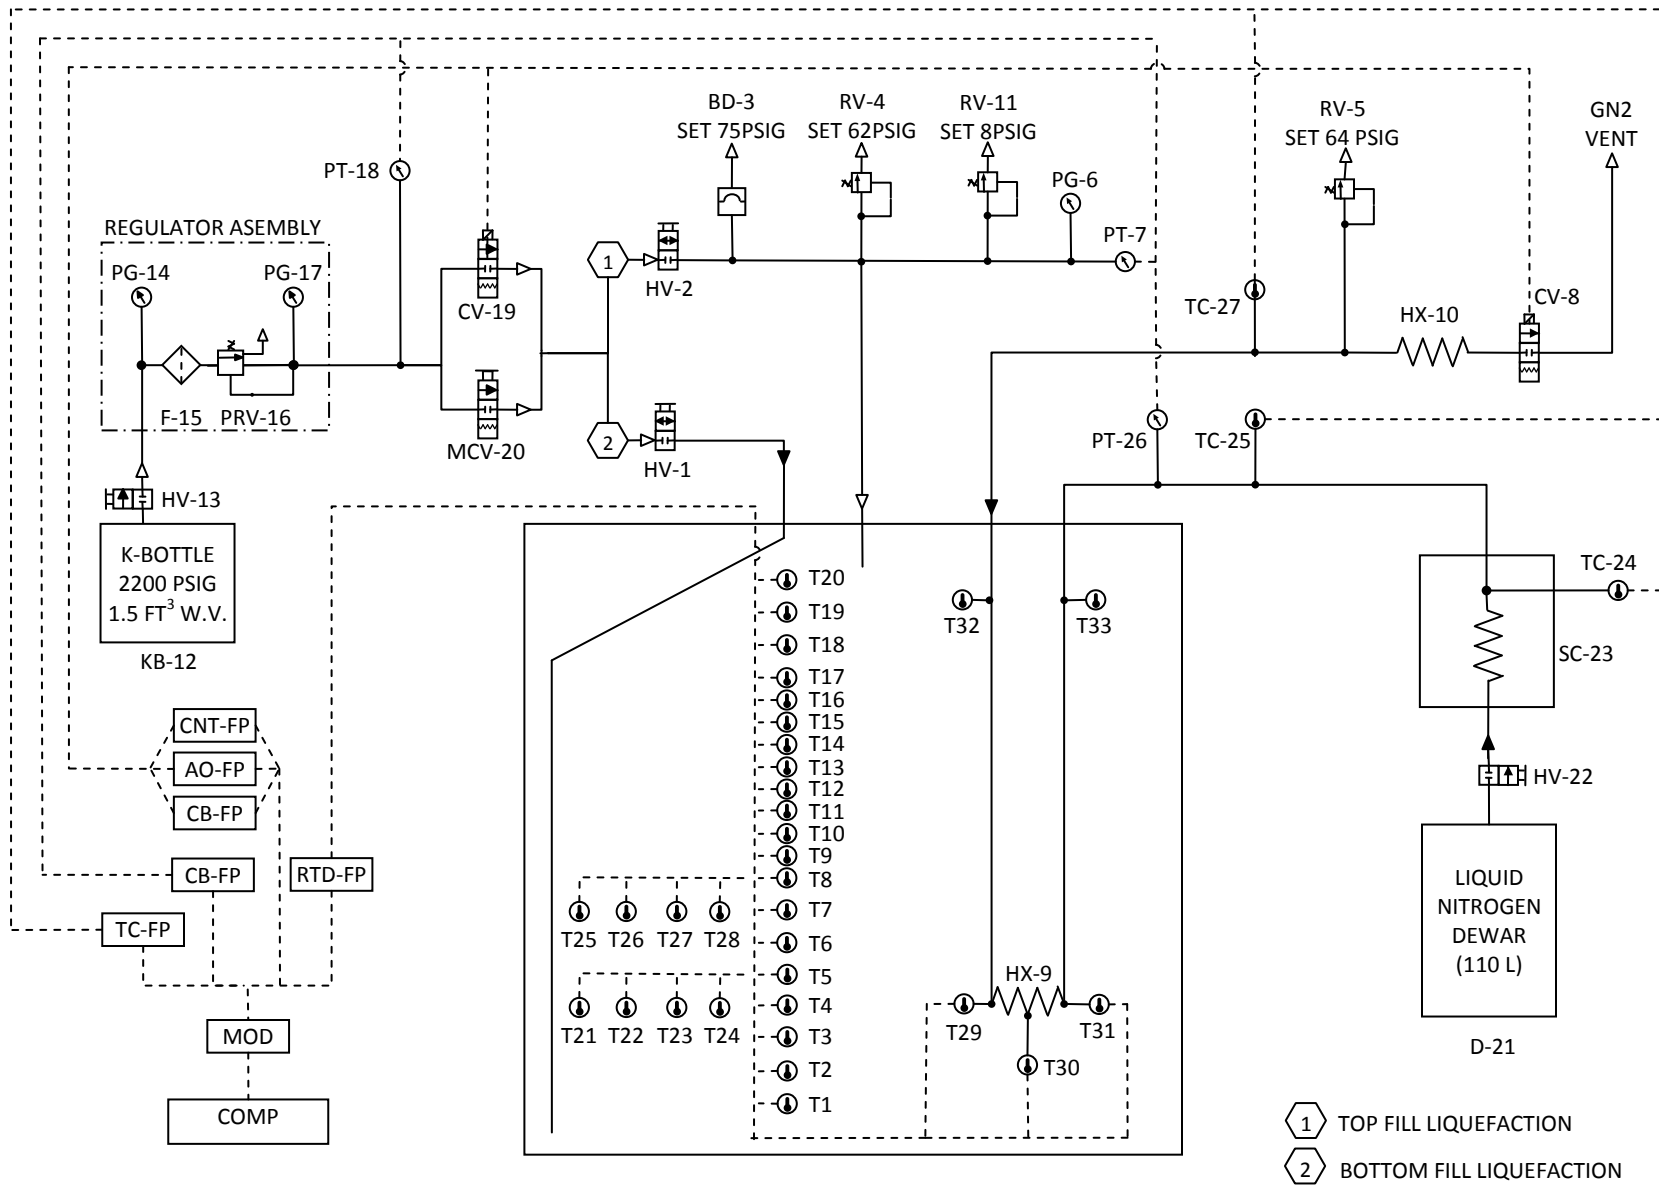 BD-3
SET 75PSIG
RV-4
SET 62PSIG
RV-11
SET 8PSIG
RV-5
SET 64 PSIG
GN2
VENT
PT-18
PG-6
PT-7
REGULATOR ASEMBLY
PG-14
PG-17
F-15
PRV-16
CV-19
MCV-20
1
HV-2
2
HV-1
TC-27
HX-10
CV-8
PT-26
TC-25
HV-13
K-BOTTLE
2200 PSIG
1.5 FT³ W.V.
KB-12
TC-24
SC-23
HV-22
LIQUID
NITROGEN
DEWAR
(110 L)
D-21
T20
T19
T18
T17
T16
T15
T14
T13
T12
T11
T10
T9
T8
T7
T6
T5
T4
T3
T2
T1
T25
T26
T27
T28
T21
T22
T23
T24
T32
T33
HX-9
T29
T31
T30
CNT-FP
AO-FP
CB-FP
CB-FP
RTD-FP
TC-FP
MOD
COMP
1 TOP FILL LIQUEFACTION
2 BOTTOM FILL LIQUEFACTION